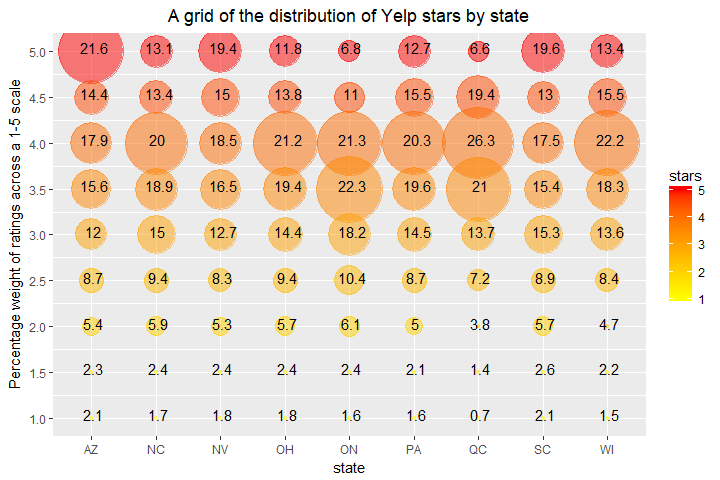 A grid of the distribution of Yelp stars by state
Percentage weight of ratings across a 1-5 scale
5.0 21.6 13.1 19.4 11.8 6.8 12.7 6.6 19.6 13.4
4.5 14.4 13.4 15 13.8 11 15.5 19.4 13 15.5
4.0 17.9 20 18.5 21.2 21.3 20.3 26.3 17.5 22.2
3.5 15.6 18.9 16.5 19.4 22.3 19.6 21 15.4 18.3
3.0 12 15 12.7 14.4 18.2 14.5 13.7 15.3 13.6
2.5 8.7 9.4 8.3 9.4 10.4 8.7 7.2 8.9 8.4
2.0 5.4 5.9 5.3 5.7 6.1 5 3.8 5.7 4.7
1.5 2.3 2.4 2.4 2.4 2.4 2.1 1.4 2.6 2.2
1.0 2.1 1.7 1.8 1.8 1.6 1.6 0.7 2.1 1.5
AZ NC NV OH ON PA QC SC WI
state
stars
5
4
3
2
1